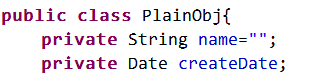 public class PlainObj{
    private String name="";
    private Date createDate;